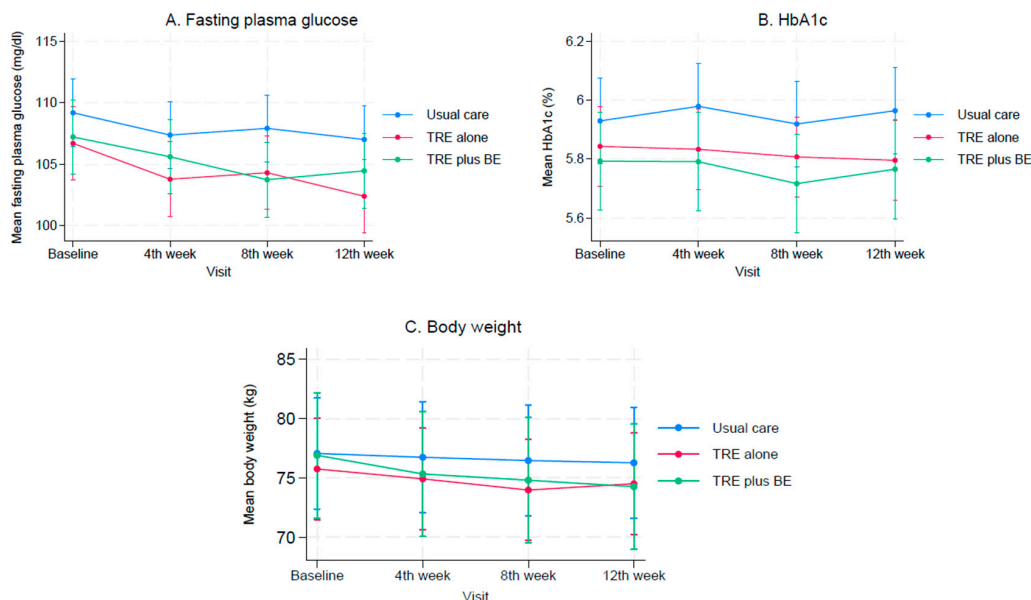 A. Fasting plasma glucose
Mean fasting plasma glucose (mg/dl)
115
110
105
100
Baseline
4th week
8th week
12th week
Visit
Usual care
TRE alone
TRE plus BE
B. HbA1c
Mean HbA1c (%)
6.2
6
5.8
5.6
Baseline
4th week
8th week
12th week
Visit
Usual care
TRE alone
TRE plus BE
C. Body weight
Mean body weight (kg)
85
80
75
70
Baseline
4th week
8th week
12th week
Visit
Usual care
TRE alone
TRE plus BE